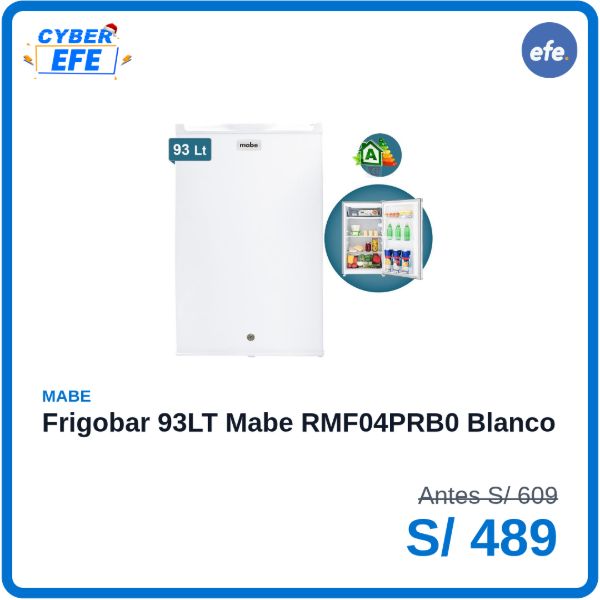 CYBER
EFE
efe.
93 Lt
mabe
A
MABE
Frigobar 93LT Mabe RMF04PRB0 Blanco
Antes S/ 609
S/ 489